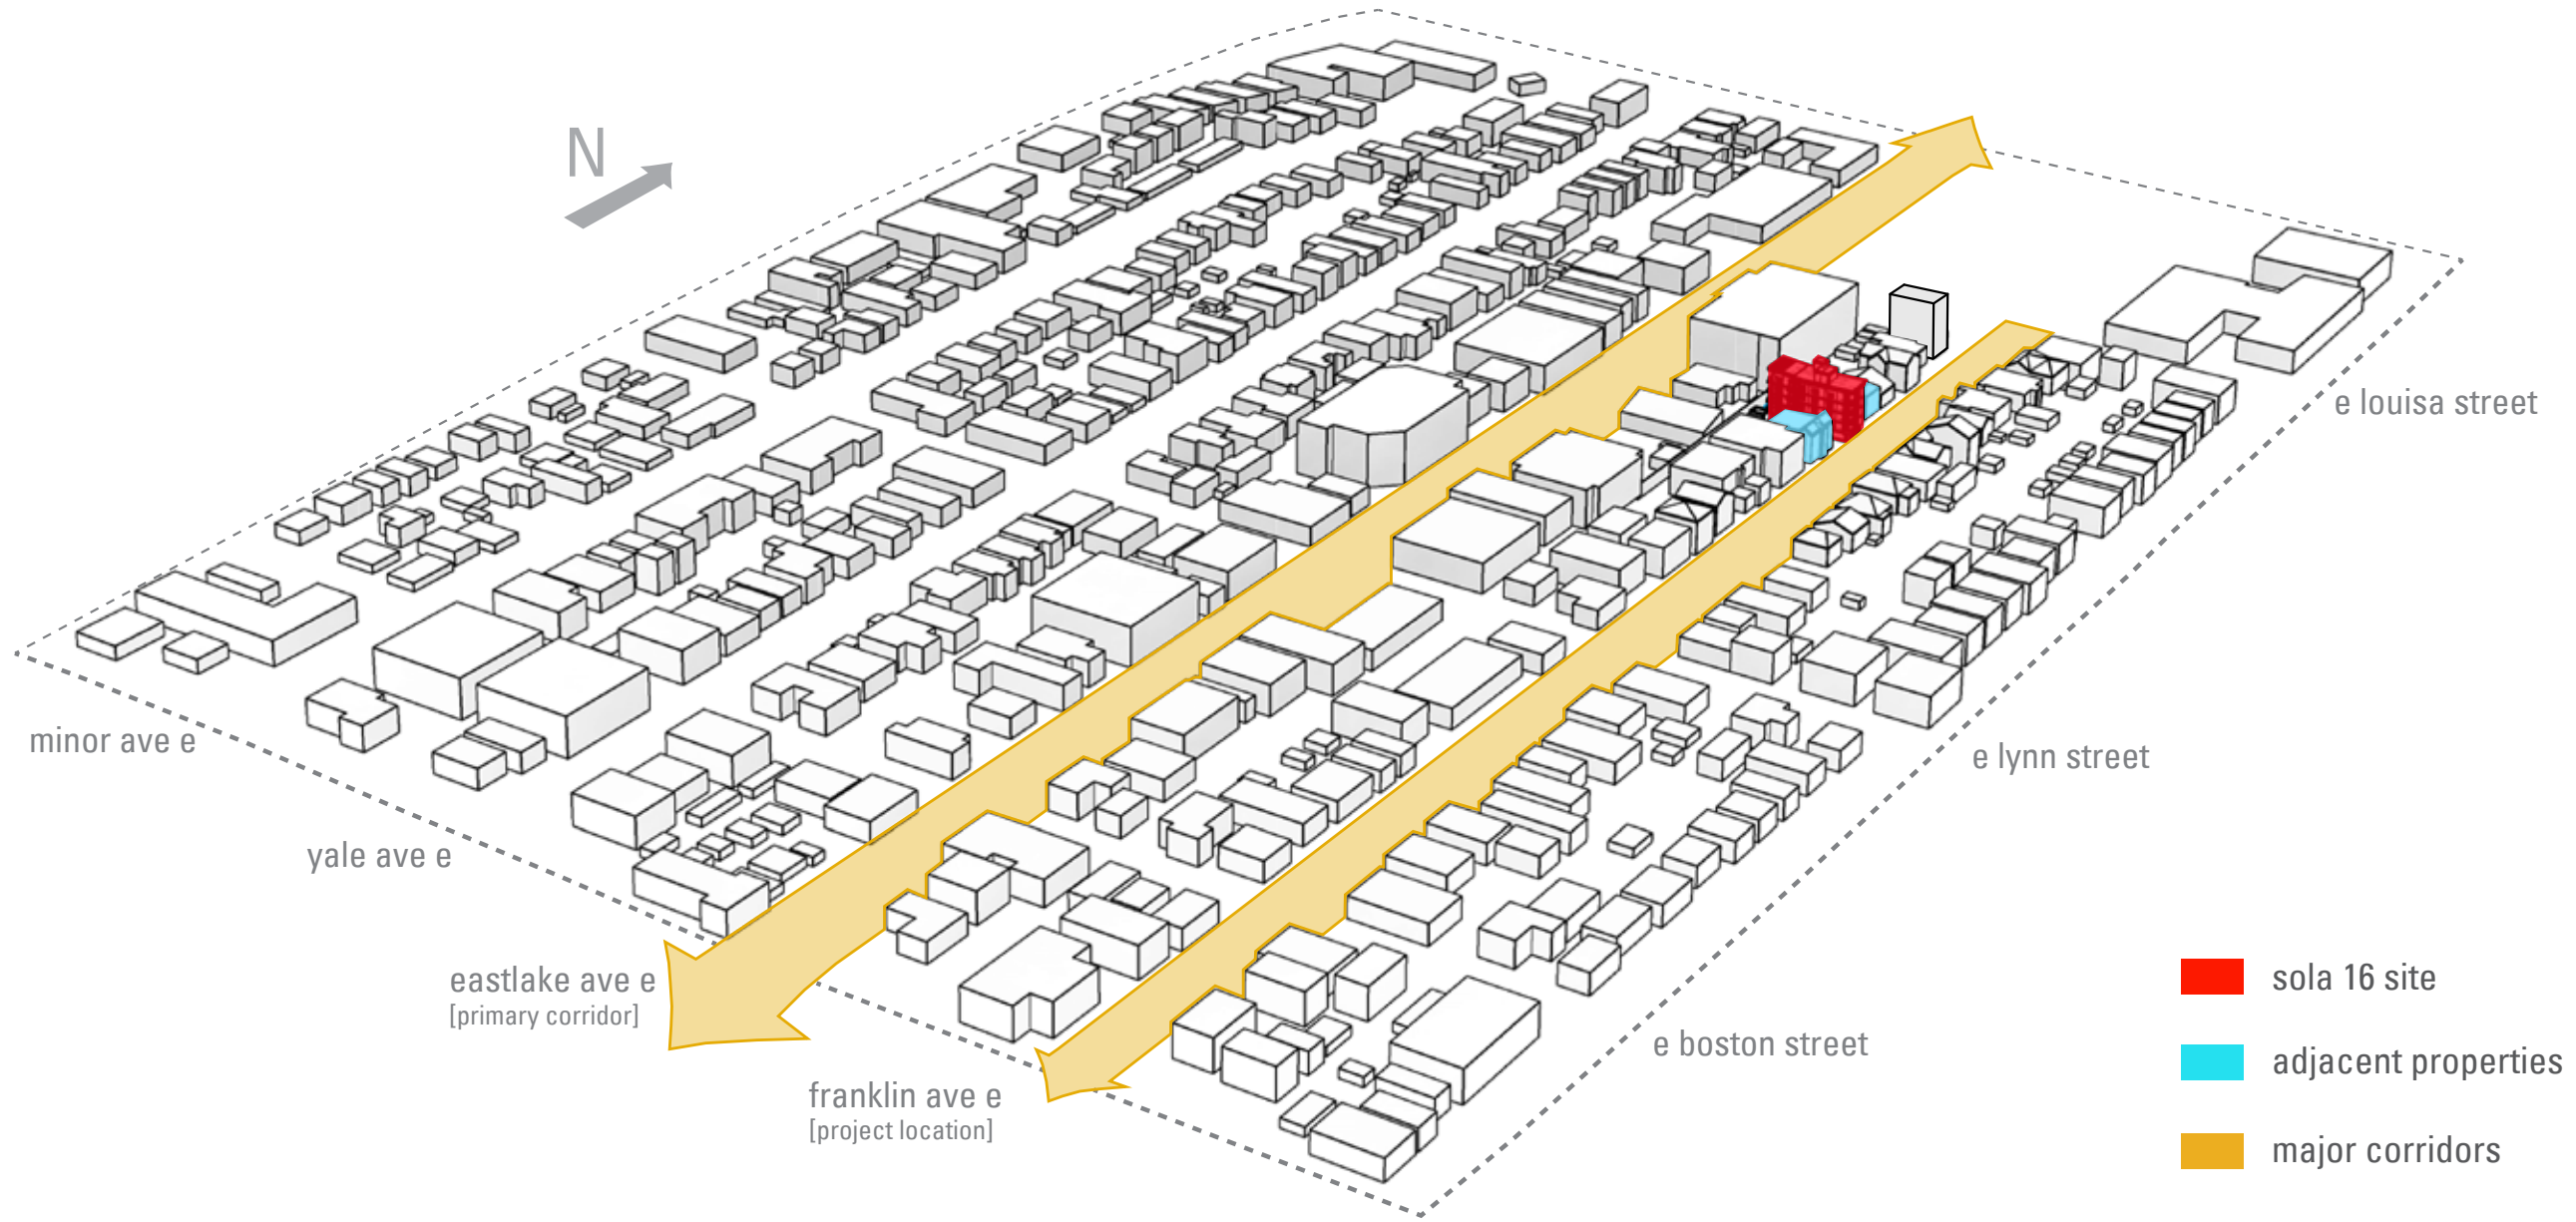 N
e louisa street
minor ave e
e lynn street
yale ave e
eastlake ave e
[primary corridor]
sola 16 site
e boston street
adjacent properties
franklin ave e
[project location]
major corridors